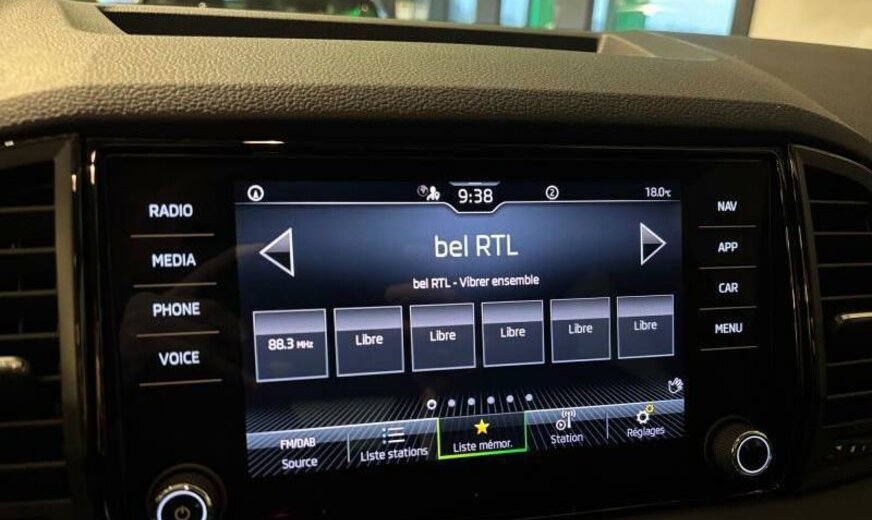 9:38
2
18.0°C
RADIO
MEDIA
PHONE
VOICE
bel RTL
bel RTL - Vibrer ensemble
88.3 MHz
Libre
Libre
Libre
Libre
Libre
FM/DAB
Source
Liste stations
Liste mémor.
Station
Réglages
NAV
APP
CAR
MENU